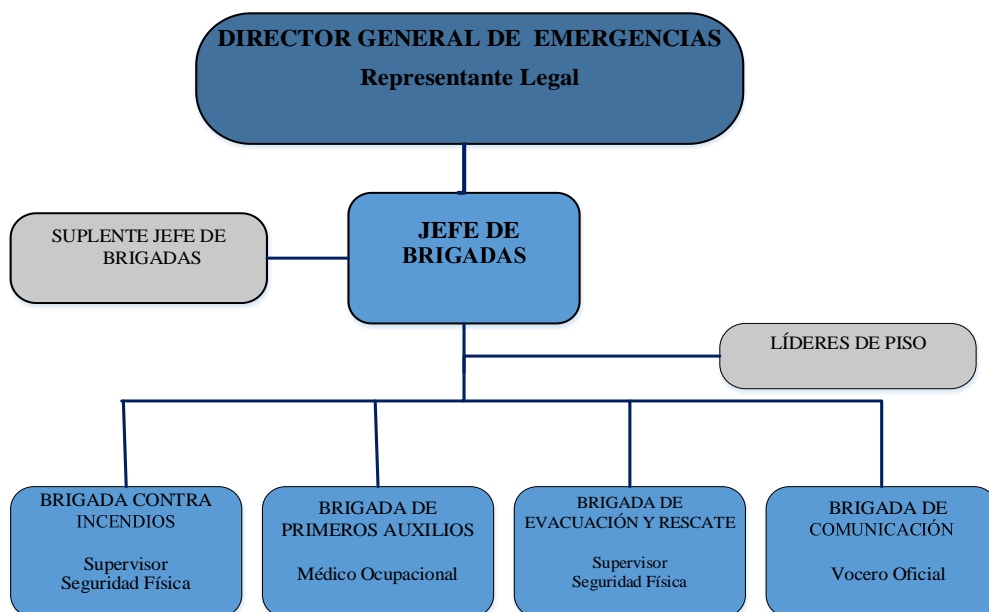 DIRECTOR GENERAL DE EMERGENCIAS
Representante Legal
SUPLENTE JEFE DE
BRIGADAS
JEFE DE
BRIGADAS
LÍDERES DE PISO
BRIGADA CONTRA
INCENDIOS
Supervisor
Seguridad Física
BRIGADA DE
PRIMEROS AUXILIOS
Médico Ocupacional
BRIGADA DE
EVACUACIÓN Y RESCATE
Supervisor
Seguridad Física
BRIGADA DE
COMUNICACIÓN
Vocero Oficial